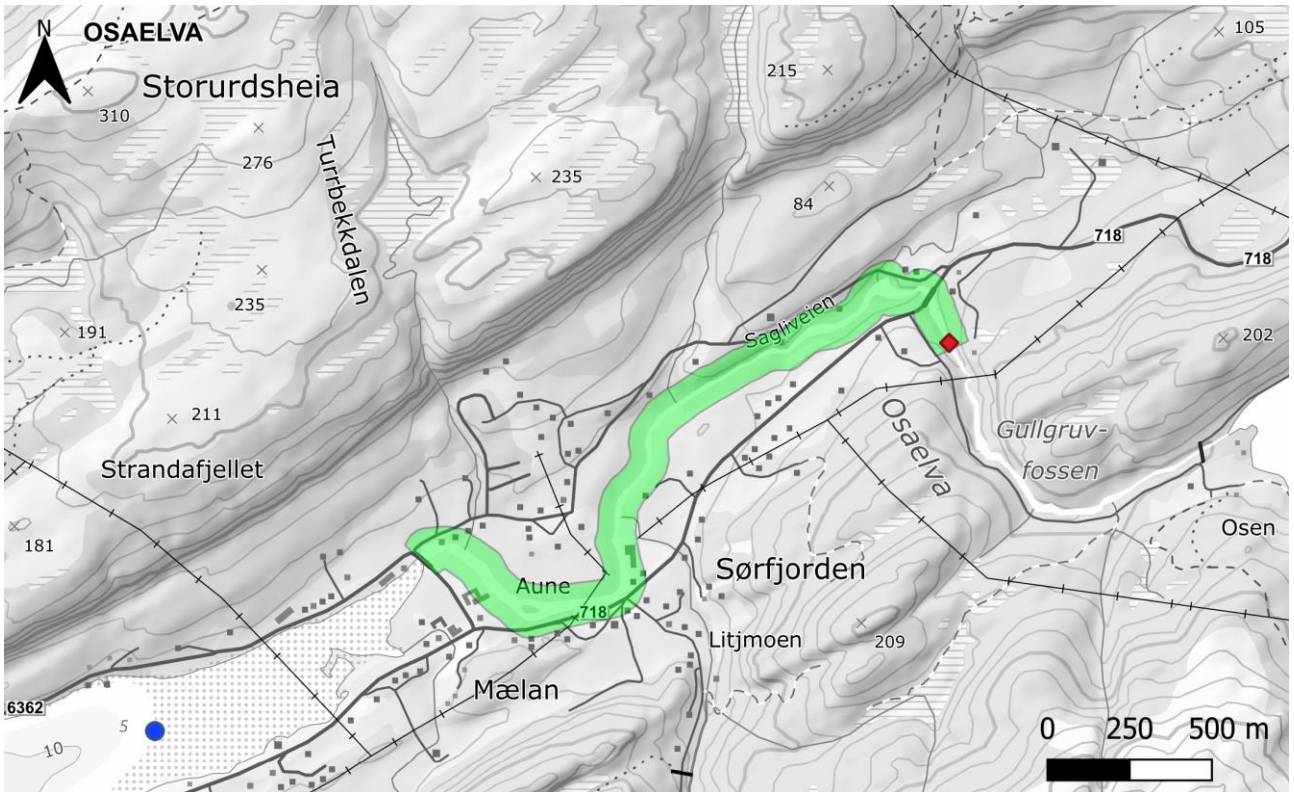 N
OSAELVA
105
Storurdsheia
215
310
276
Turrbekkdalen
235
84
718
718
235
191
Sagliveien
202
211
Osaelva
Gullgruv-
fossen
Strandafjellet
181
Osen
Sørfjorden
Aune
718
Litjmoen
209
Mælan
6362
5
10
0 250 500 m